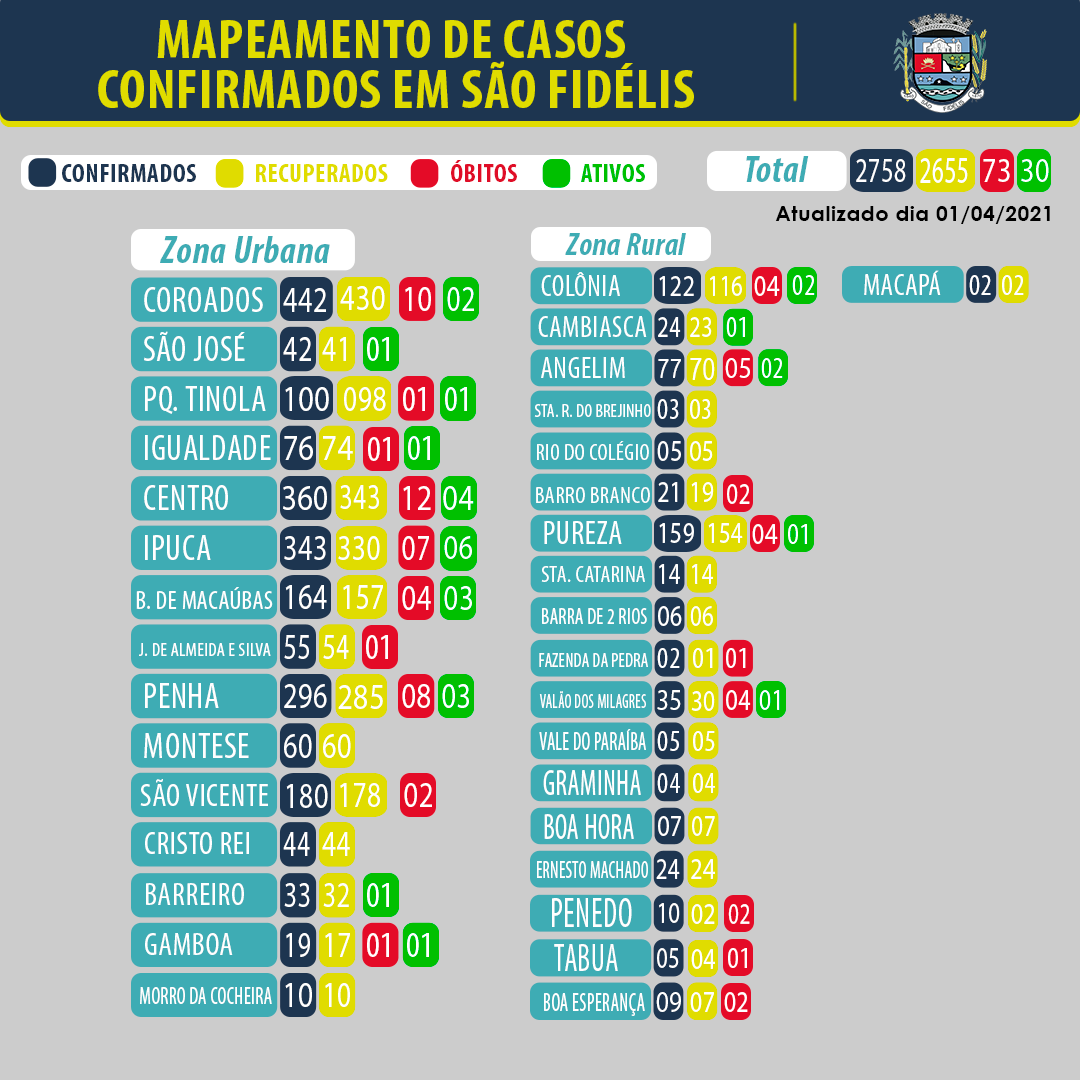 MAPEAMENTO DE CASOS
CONFIRMADOS EM SÃO FIDÉLIS
SÃO FIDÉLIS
CONFIRMADOS RECUPERADOS ÓBITOS ATIVOS
Total 2758 2655 73 30
Atualizado dia 01/04/2021
Zona Urbana
COROADOS 442 430 10 02
SÃO JOSÉ 42 41 01
PQ. TINOLA 100 098 01 01
IGUALDADE 76 74 01 01
CENTRO 360 343 12 04
IPUCA 343 330 07 06
B. DE MACAÚBAS 164 157 04 03
J. DE ALMEIDA E SILVA 55 54 01
PENHA 296 285 08 03
MONTESE 60 60
SÃO VICENTE 180 178 02
CRISTO REI 44 44
BARREIRO 33 32 01
GAMBOA 19 17 01 01
MORRO DA COCHEIRA 10 10
Zona Rural
COLÔNIA 122 116 04 02
CAMBIASCA 24 23 01
ANGELIM 77 70 05 02
STA. R. DO BREJINHO 03 03
RIO DO COLÉGIO 05 05
BARRO BRANCO 21 19 02
PUREZA 159 154 04 01
STA. CATARINA 14 14
BARRA DE 2 RIOS 06 06
FAZENDA DA PEDRA 02 01 01
VALÃO DOS MILAGRES 35 30 04 01
VALE DO PARAÍBA 05 05
GRAMINHA 04 04
BOA HORA 07 07
ERNESTO MACHADO 24 24
PENEDO 10 02 02
TABUA 05 04 01
BOA ESPERANÇA 09 07 02
MACAPÁ 02 02